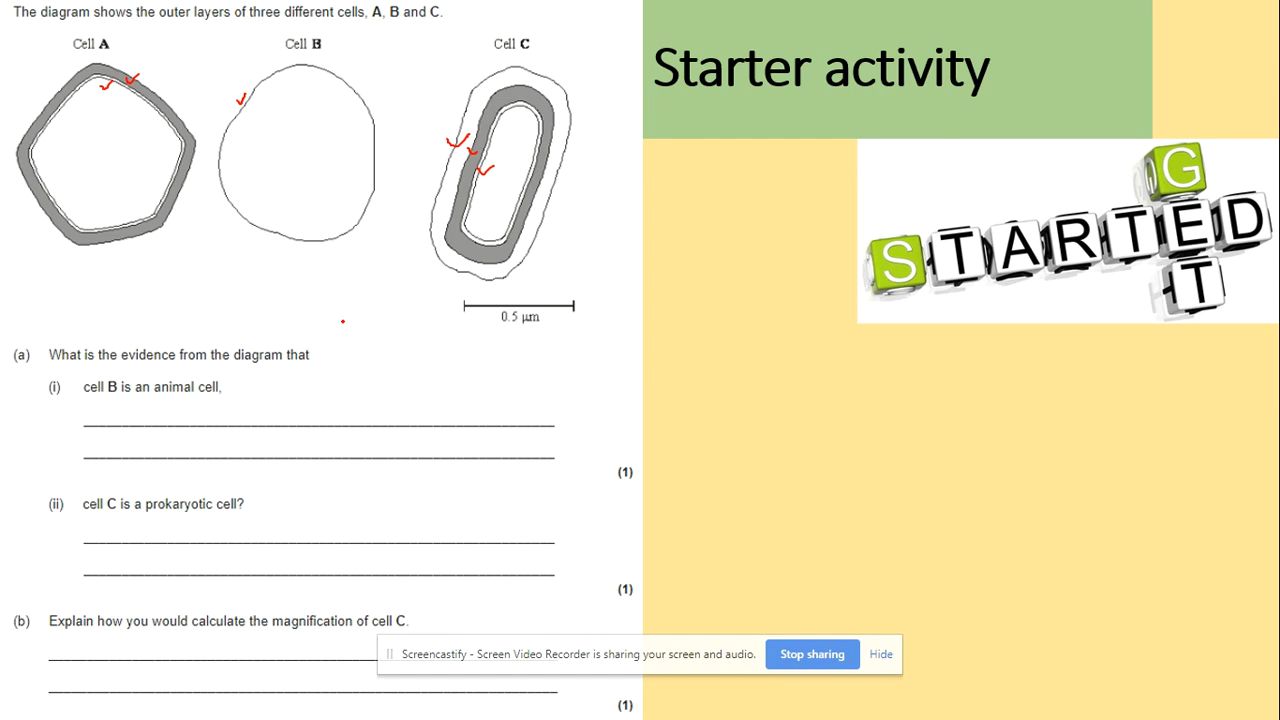 The diagram shows the outer layers of three different cells, A, B and C.
Cell A
Cell B
Cell C
0.5 μm
(a) What is the evidence from the diagram that
(i) cell B is an animal cell,
(1)
(ii) cell C is a prokaryotic cell?
(1)
(b) Explain how you would calculate the magnification of cell C.
(1)
Starter activity
GET
STARTED
Screencastify - Screen Video Recorder is sharing your screen and audio.
Stop sharing
Hide